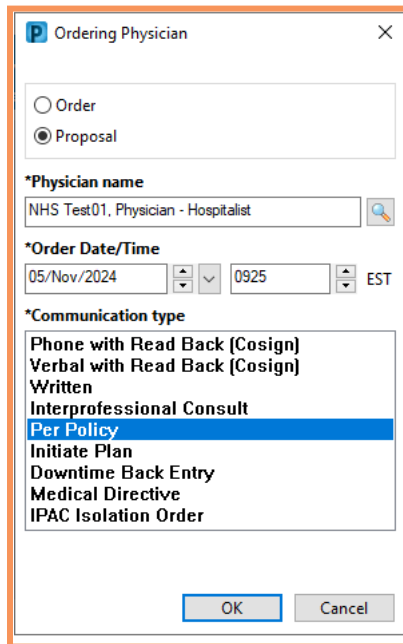 P Ordering Physician
Order
Proposal
*Physician name
NHS Test01, Physician - Hospitalist
*Order Date/Time
05/Nov/2024 0925 EST
*Communication type
Phone with Read Back (Cosign)
Verbal with Read Back (Cosign)
Written
Interprofessional Consult
Per Policy
Initiate Plan
Downtime Back Entry
Medical Directive
IPAC Isolation Order
OK Cancel